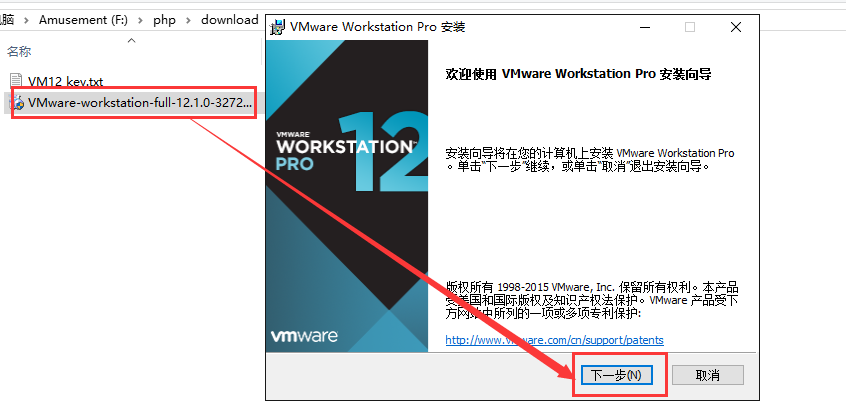 脑 › Amusement (F:) › php › download
名称
VM12 key.txt
VMware-workstation-full-12.1.0-3272...
VMware Workstation Pro 安装
VMWARE
WORKSTATION™
PRO
12
vmware
欢迎使用 VMware Workstation Pro 安装向导
安装向导将在您的计算机上安装 VMware Workstation Pro
。单击“下一步”继续，或单击“取消”退出安装向导。
版权所有 1998-2015 VMware, Inc. 保留所有权利。本产品
受美国和国际版权及知识产权法保护。VMware 产品受下
方网站中所列的一项或多项专利保护:
http://www.vmware.com/cn/support/patents
下一步(N)
取消